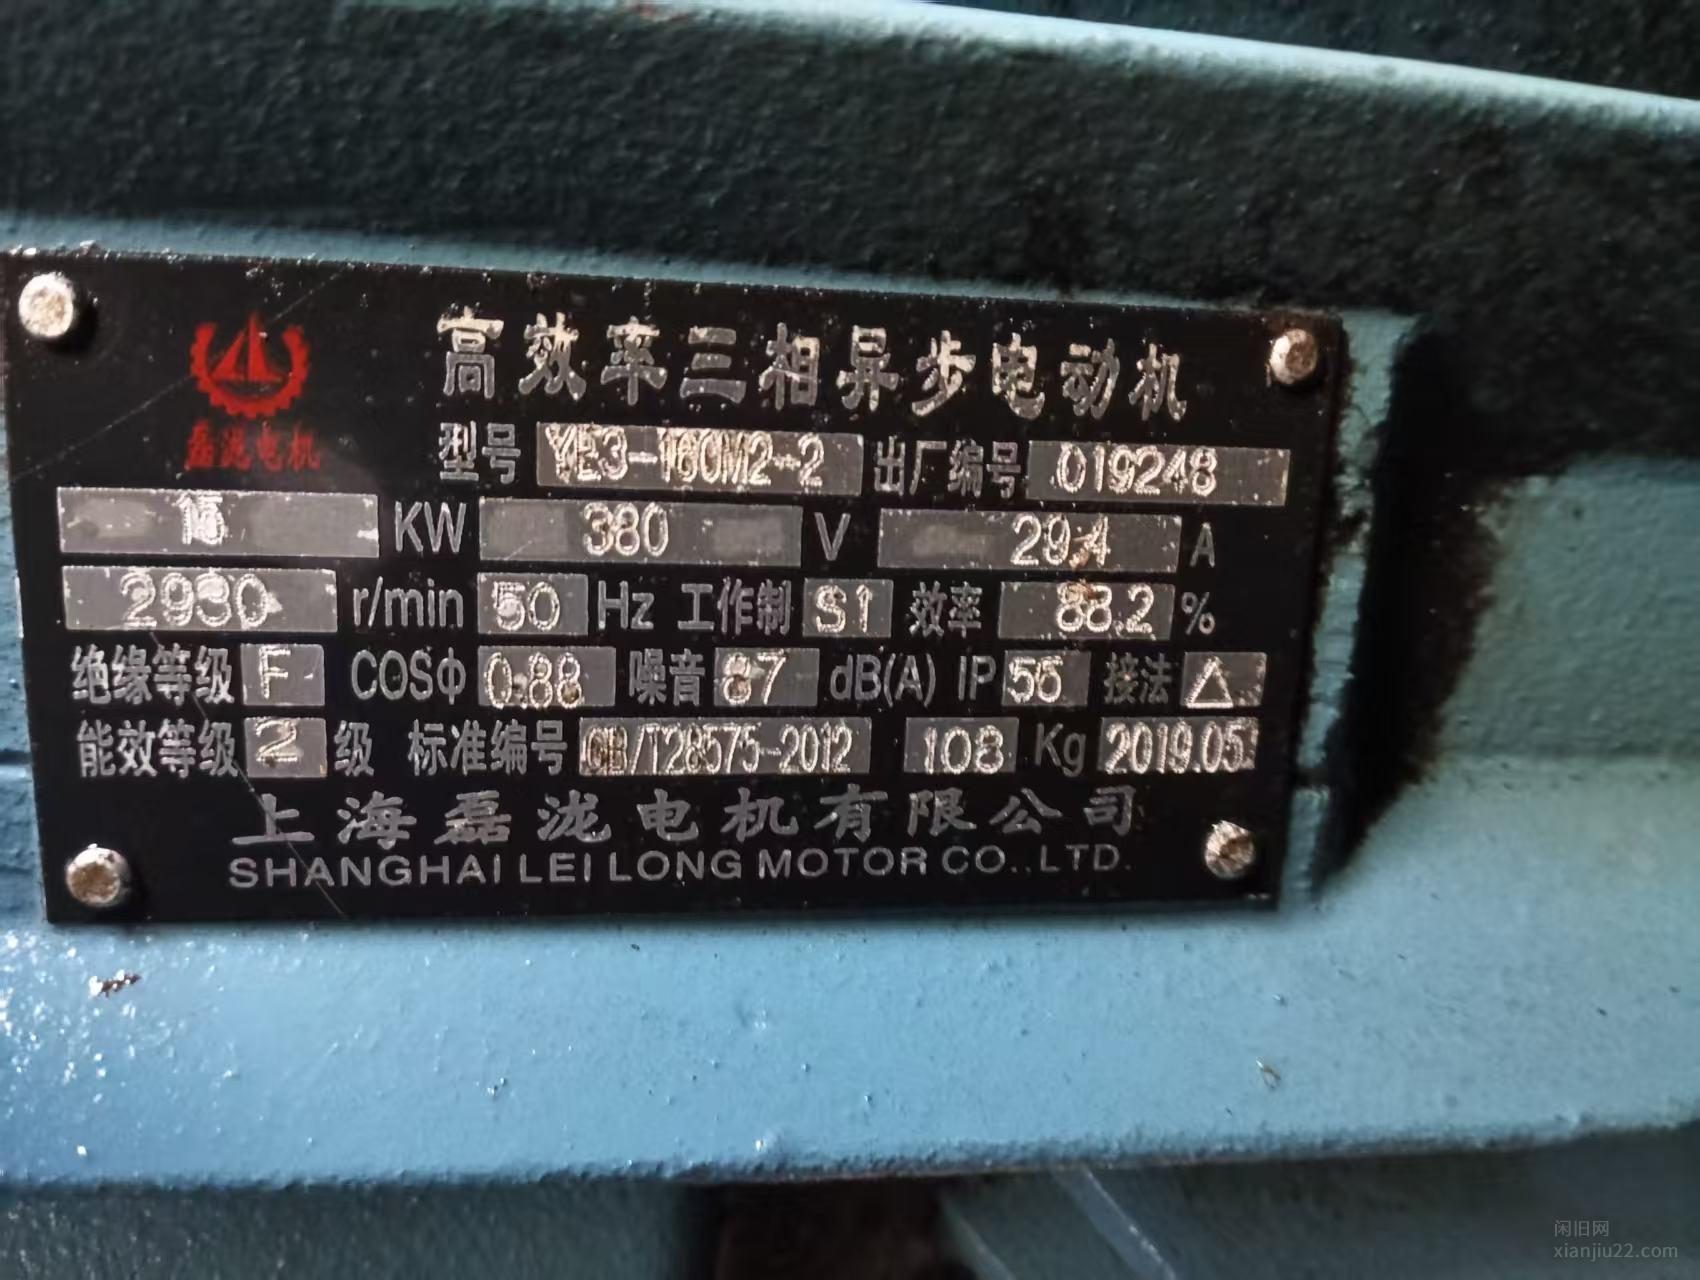 高效率三相异步电动机
磊泷电机
型号 YE3-160M2-2 出厂编号 019248
15 KW 380 V 29.4 A
2930 r/min 50 Hz 工作制 S1 效率 88.2 %
绝缘等级 F COSΦ 0.88 噪音 87 dB(A) IP 55 接法 △
能效等级 2 级 标准编号 GB/T28575-2012 108 Kg 2019.05
上海磊泷电机有限公司
SHANGHAI LEI LONG MOTOR CO.,LTD.
闲旧网
xianjiu22.com